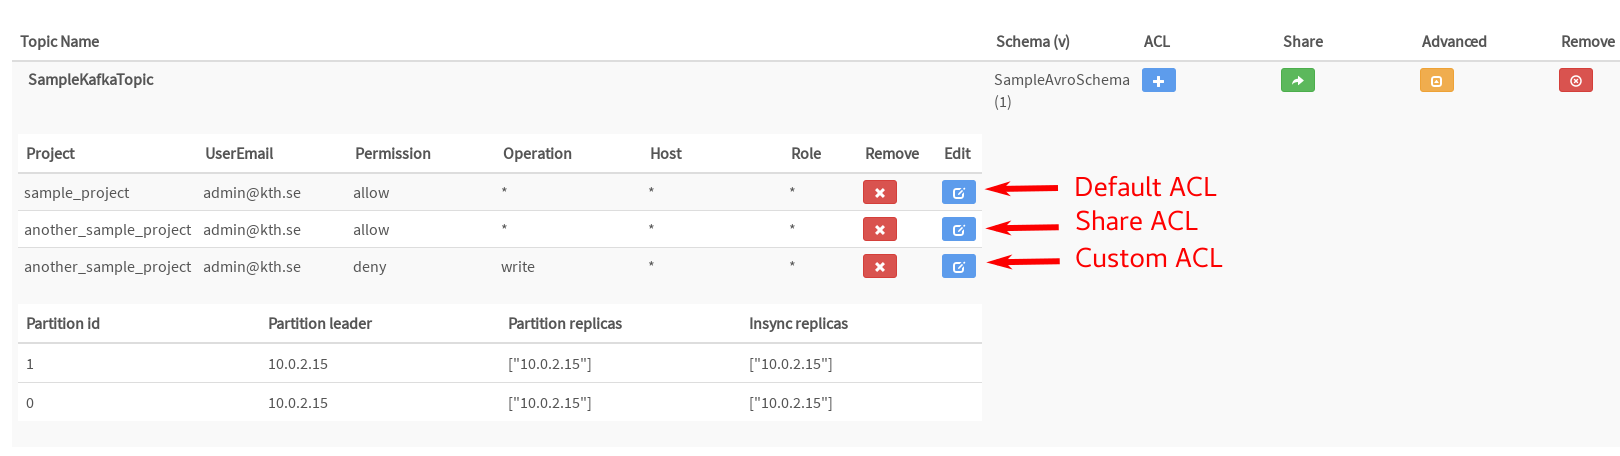 Topic Name Schema (v) ACL Share Advanced Remove
SampleKafkaTopic SampleAvroSchema
(1)
Project UserEmail Permission Operation Host Role Remove Edit
sample_project admin@kth.se allow * * * Default ACL
another_sample_project admin@kth.se allow * * * Share ACL
another_sample_project admin@kth.se deny write * * Custom ACL
Partition id Partition leader Partition replicas Insync replicas
1 10.0.2.15 ["10.0.2.15"] ["10.0.2.15"]
0 10.0.2.15 ["10.0.2.15"] ["10.0.2.15"]